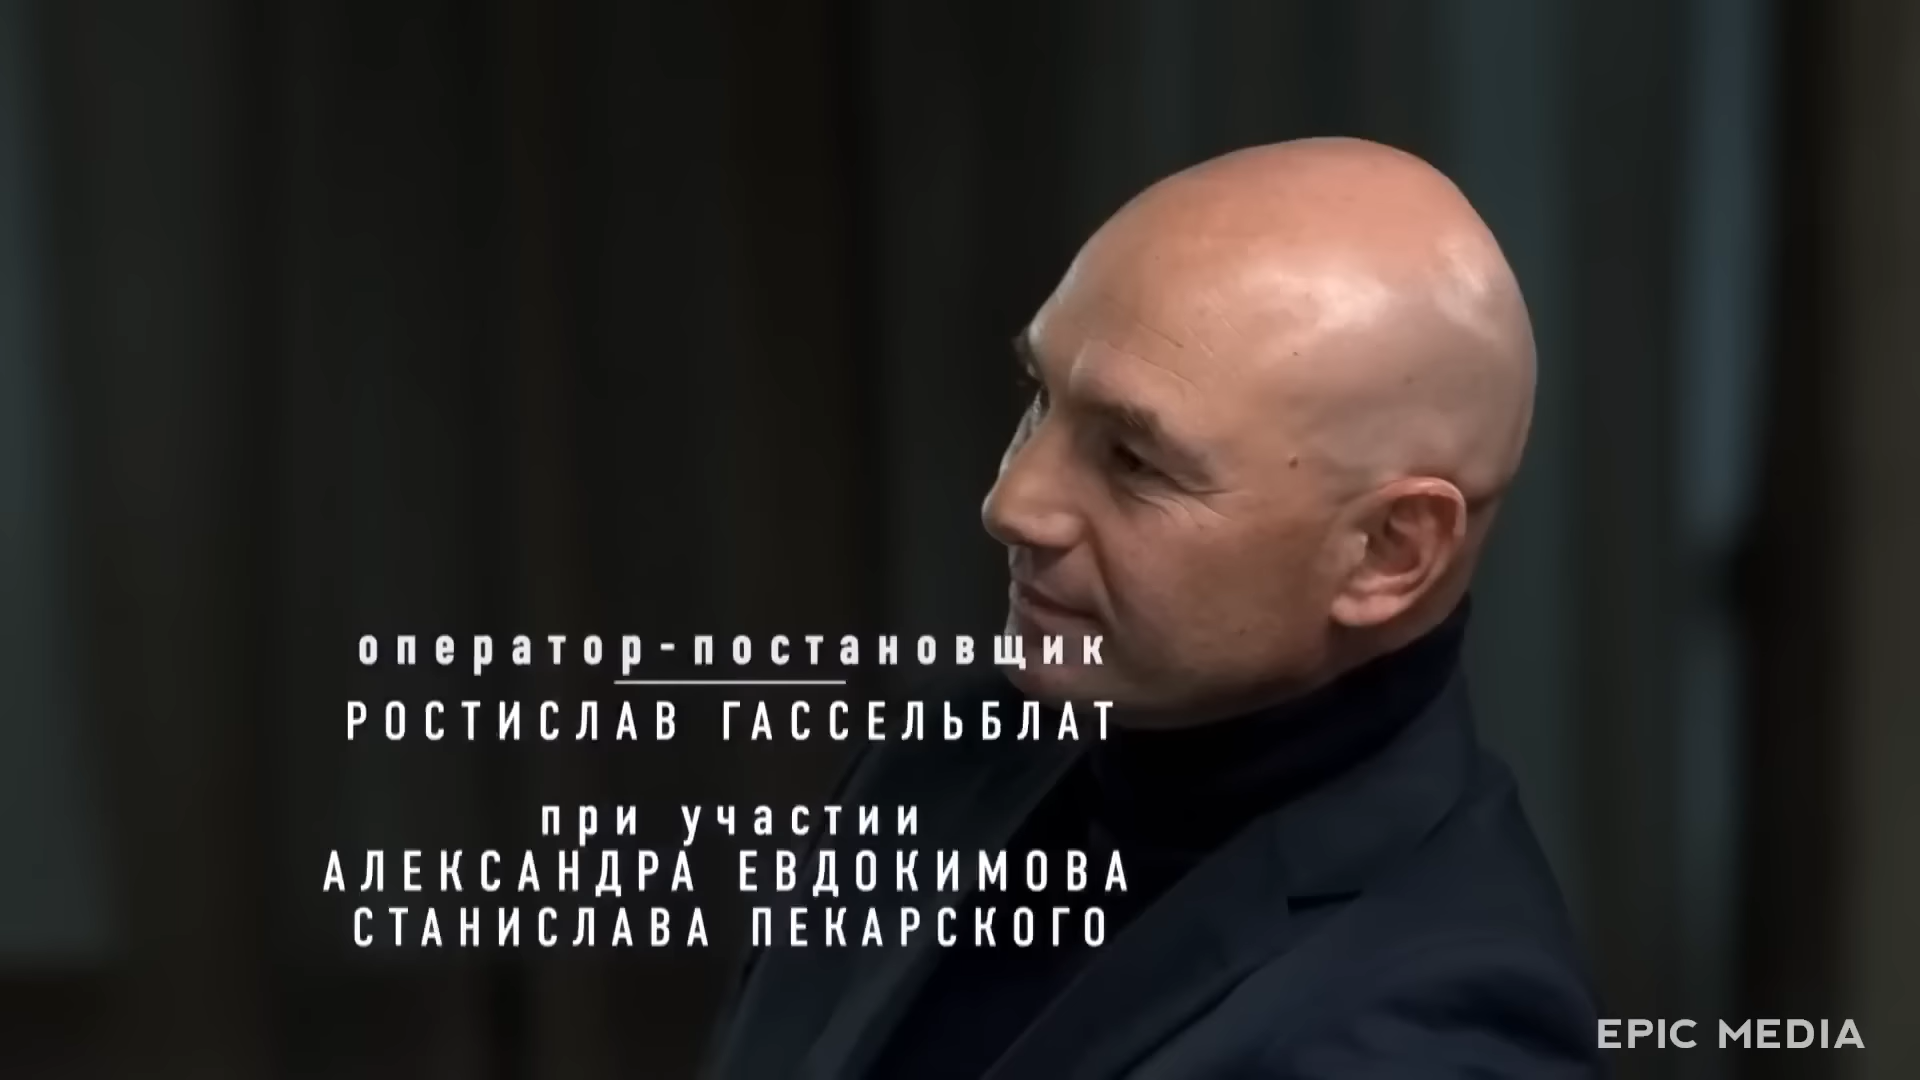 оператор-постановщик
РОСТИСЛАВ ГАССЕЛЬБЛАТ
при участии
АЛЕКСАНДРА ЕВДОКИМОВА
СТАНИСЛАВА ПЕКАРСКОГО
EPIC MEDIA